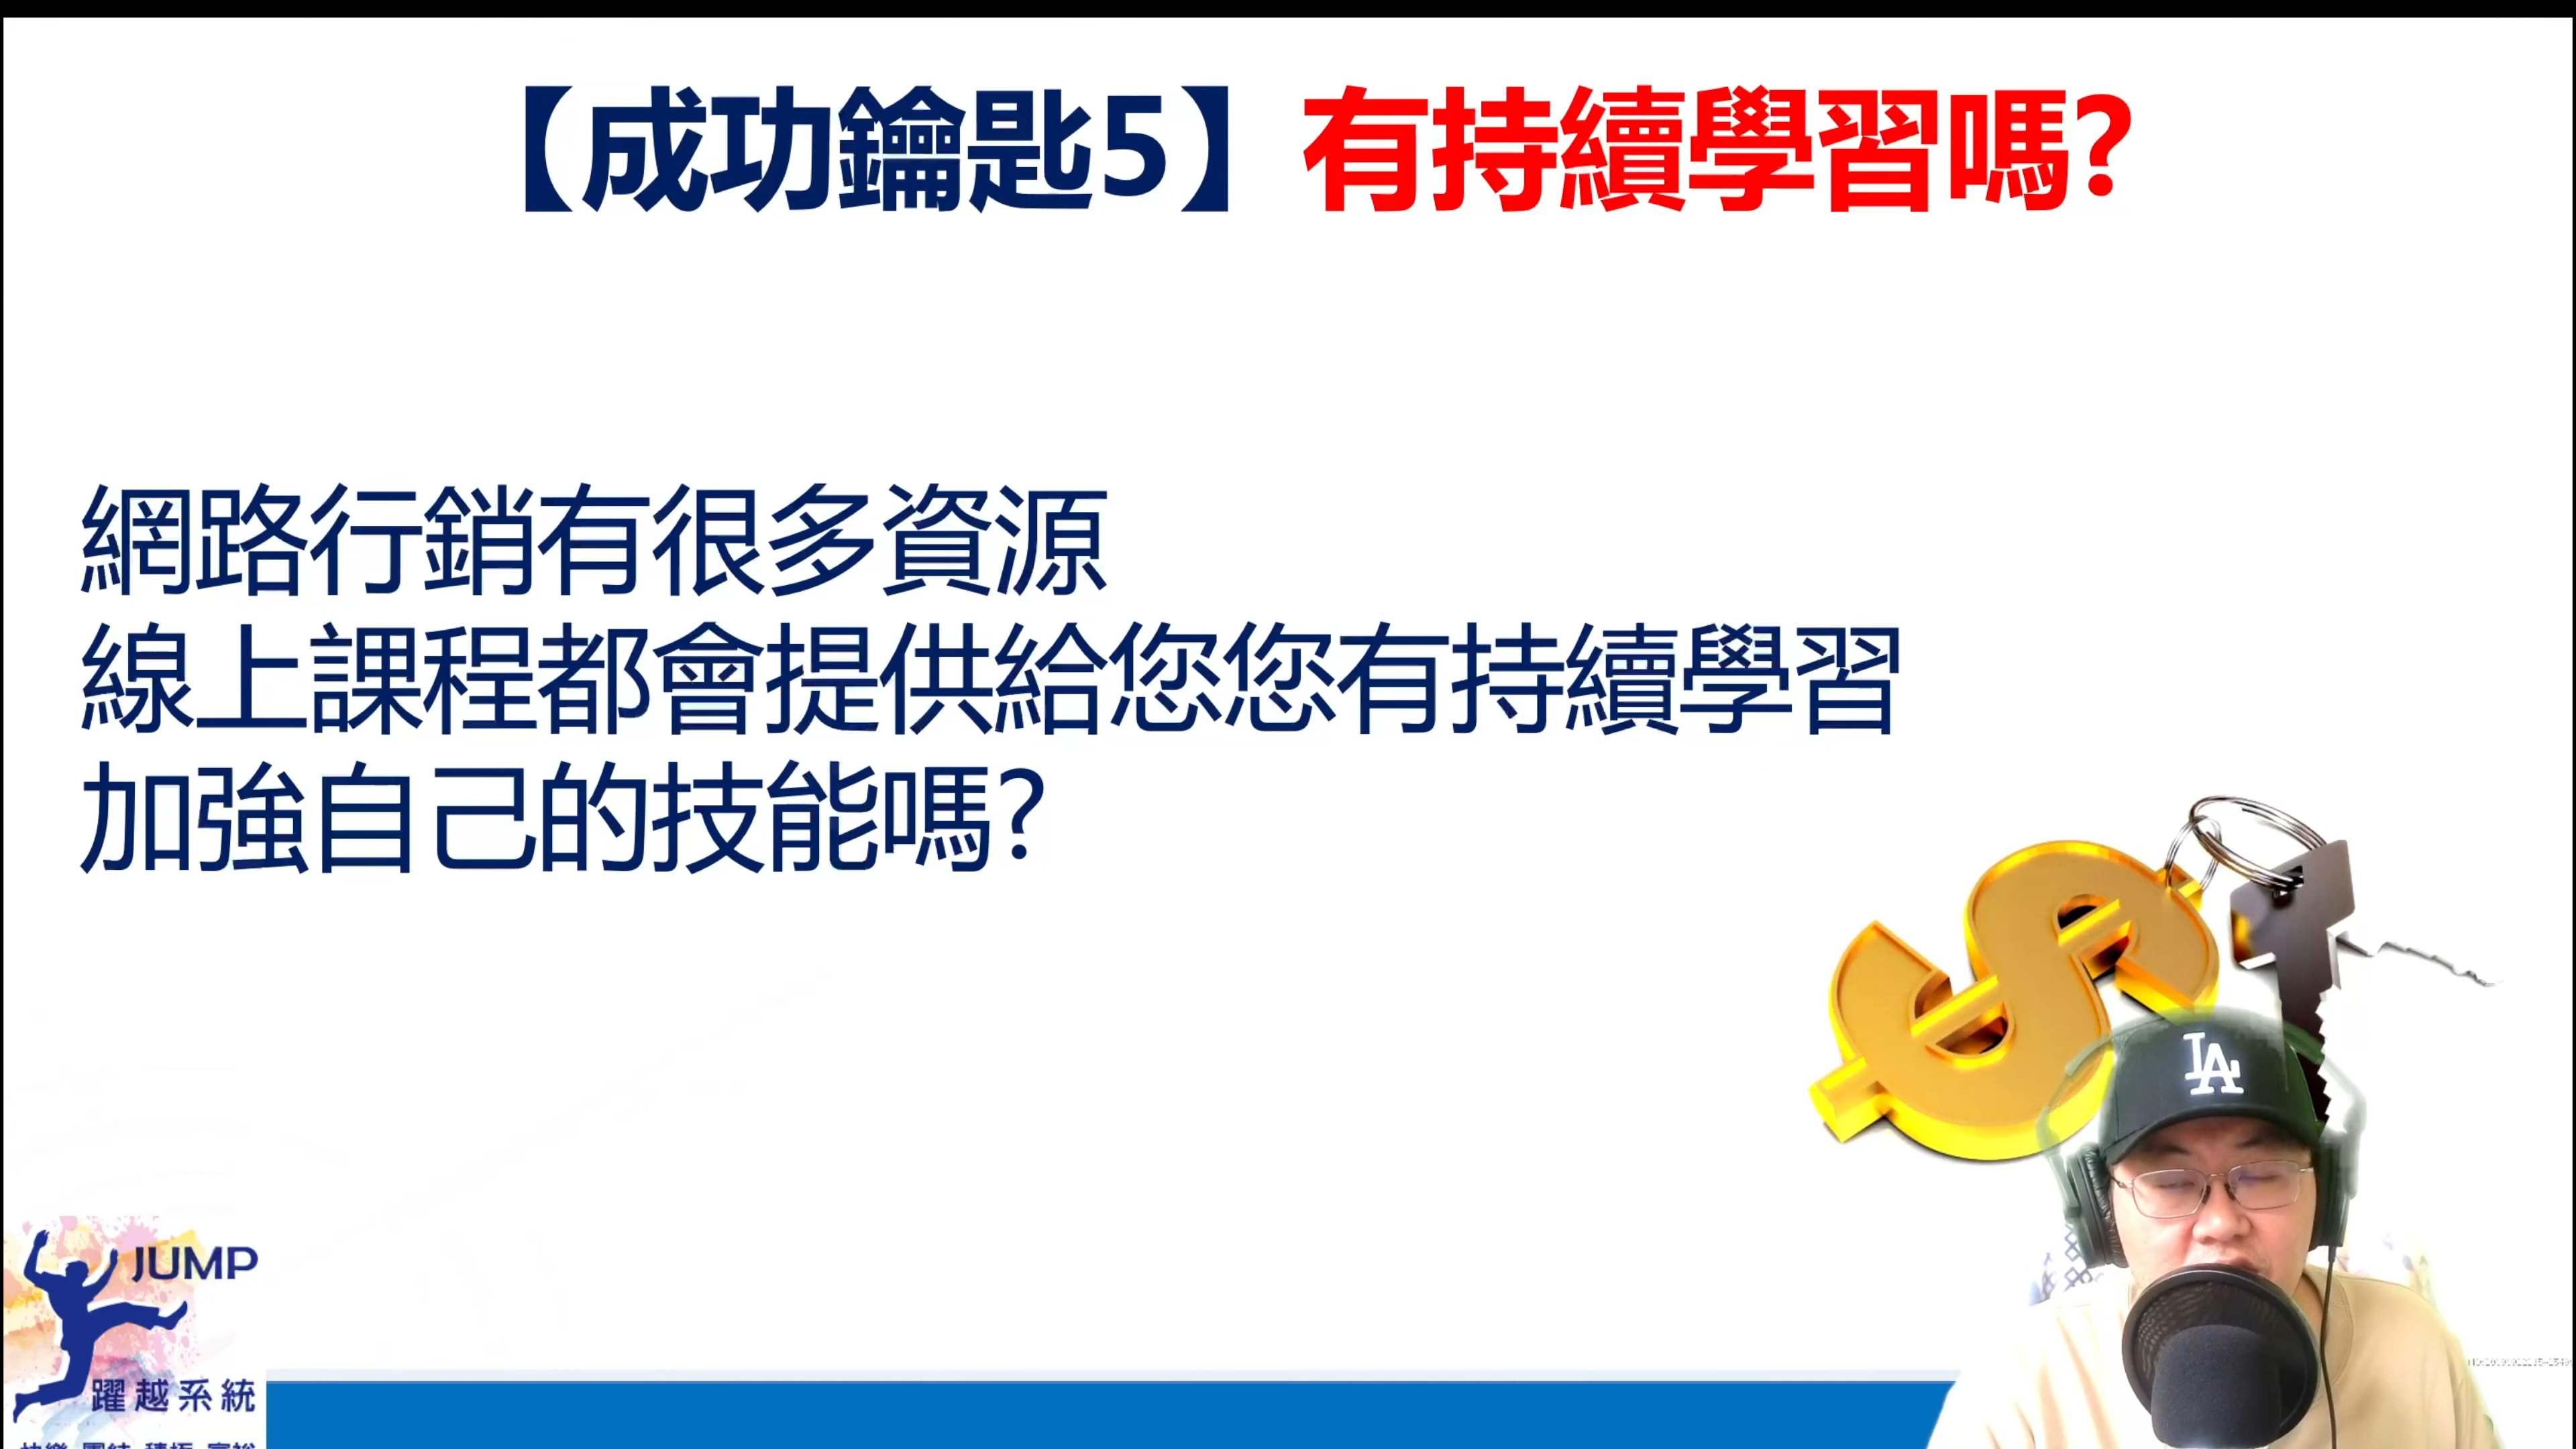 【成功鑰匙5】有持續學習嗎?
網路行銷有很多資源
線上課程都會提供給您您有持續學習
加強自己的技能嗎?
LA
JUMP
躍越系統